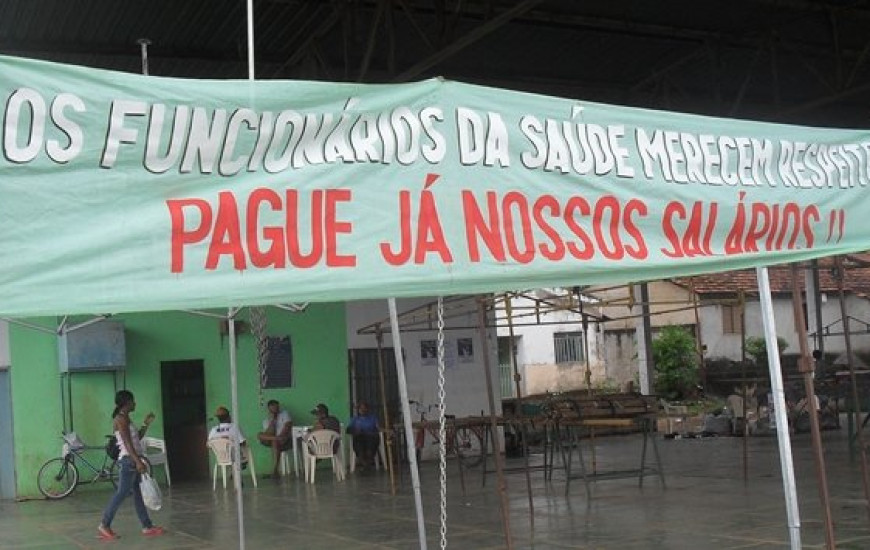 OS FUNCIONÁRIOS DA SAÚDE MERECEM RESPEITO
PAGUE JÁ NOSSOS SALÁRIOS !!